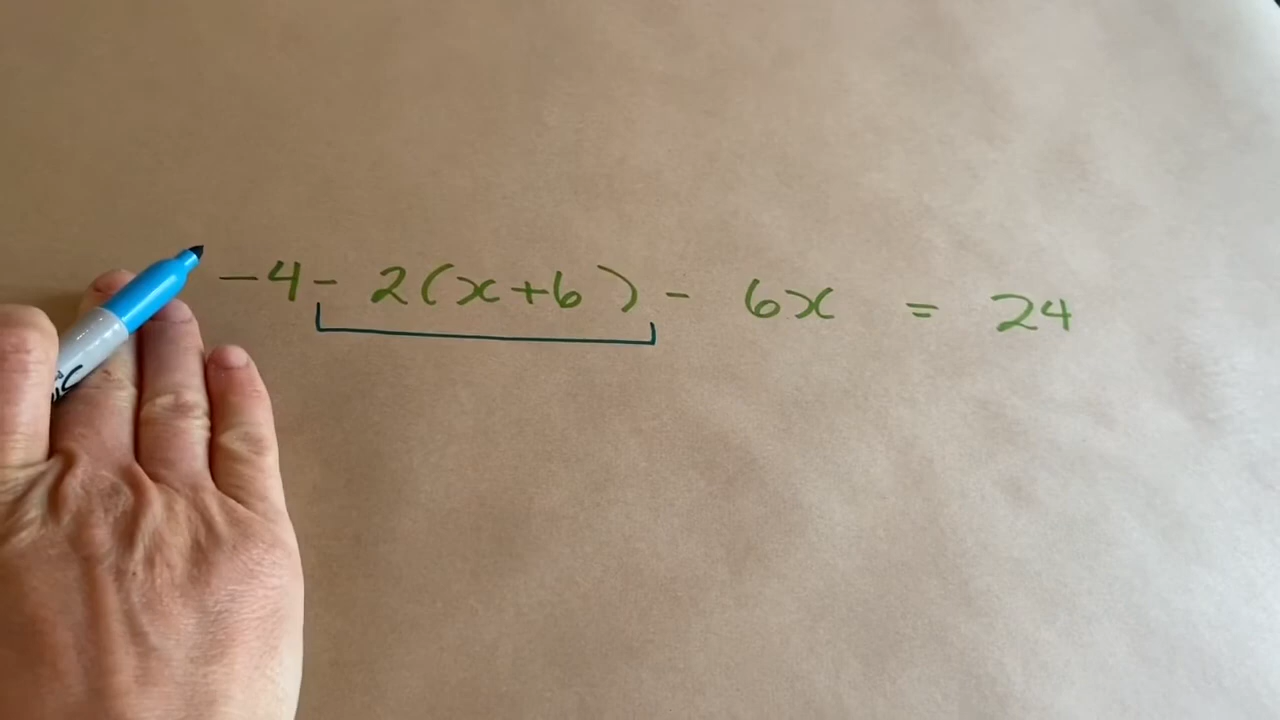 -4 - 2(x+6) - 6x = 24